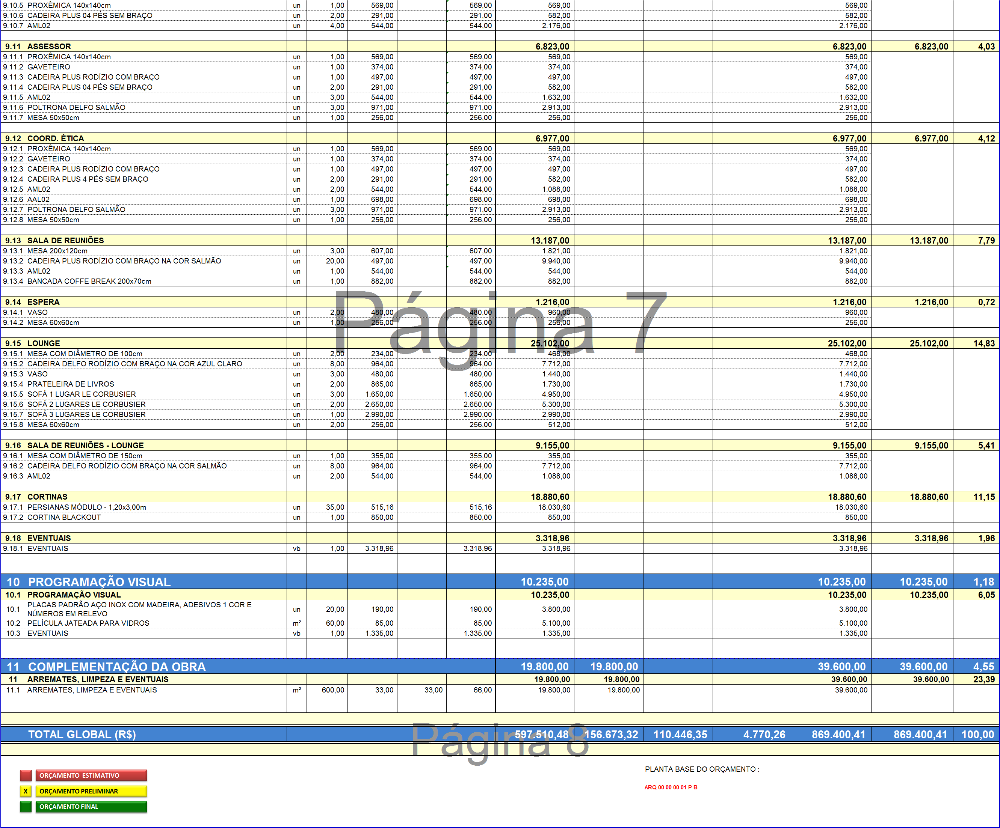 9.10.5 PROXÊMICA 140x140cm un 1,00 569,00 569,00 569,00 569,00
9.10.6 CADEIRA PLUS 04 PÉS SEM BRAÇO un 2,00 291,00 291,00 582,00 582,00
9.10.7 AML02 un 4,00 544,00 544,00 2.176,00 2.176,00
9.11 ASSESSOR 6.823,00 6.823,00 6.823,00 4,03
9.11.1 PROXÊMICA 140x140cm un 1,00 569,00 569,00 569,00 569,00
9.11.2 GAVETEIRO un 1,00 374,00 374,00 374,00 374,00
9.11.3 CADEIRA PLUS RODÍZIO COM BRAÇO un 1,00 497,00 497,00 497,00 497,00
9.11.4 CADEIRA PLUS 04 PÉS SEM BRAÇO un 2,00 291,00 291,00 582,00 582,00
9.11.5 AML02 un 3,00 544,00 544,00 1.632,00 1.632,00
9.11.6 POLTRONA DELFO SALMÃO un 3,00 971,00 971,00 2.913,00 2.913,00
9.11.7 MESA 50x50cm un 1,00 256,00 256,00 256,00 256,00
9.12 COORD. ÉTICA 6.977,00 6.977,00 6.977,00 4,12
9.12.1 PROXÊMICA 140x140cm un 1,00 569,00 569,00 569,00 569,00
9.12.2 GAVETEIRO un 1,00 374,00 374,00 374,00 374,00
9.12.3 CADEIRA PLUS RODÍZIO COM BRAÇO un 1,00 497,00 497,00 497,00 497,00
9.12.4 CADEIRA PLUS 4 PÉS SEM BRAÇO un 2,00 291,00 291,00 582,00 582,00
9.12.5 AML02 un 2,00 544,00 544,00 1.088,00 1.088,00
9.12.6 AAL02 un 1,00 698,00 698,00 698,00 698,00
9.12.7 POLTRONA DELFO SALMÃO un 3,00 971,00 971,00 2.913,00 2.913,00
9.12.8 MESA 50x50cm un 1,00 256,00 256,00 256,00 256,00
9.13 SALA DE REUNIÕES 13.187,00 13.187,00 13.187,00 7,79
9.13.1 MESA 200x120cm un 3,00 607,00 607,00 1.821,00 1.821,00
9.13.2 CADEIRA PLUS RODÍZIO COM BRAÇO NA COR SALMÃO un 20,00 497,00 497,00 9.940,00 9.940,00
9.13.3 AML02 un 1,00 544,00 544,00 544,00 544,00
9.13.4 BANCADA COFFE BREAK 200x70cm un 1,00 882,00 882,00 882,00 882,00
9.14 ESPERA 1.216,00 1.216,00 1.216,00 0,72
9.14.1 VASO un 2,00 480,00 480,00 960,00 960,00
9.14.2 MESA 60x60cm un 1,00 256,00 256,00 256,00 256,00
Página 7
9.15 LOUNGE 25.102,00 25.102,00 25.102,00 14,83
9.15.1 MESA COM DIÂMETRO DE 100cm un 2,00 234,00 234,00 468,00 468,00
9.15.2 CADEIRA DELFO RODÍZIO COM BRAÇO NA COR AZUL CLARO un 8,00 964,00 964,00 7.712,00 7.712,00
9.15.3 VASO un 3,00 480,00 480,00 1.440,00 1.440,00
9.15.4 PRATELEIRA DE LIVROS un 2,00 865,00 865,00 1.730,00 1.730,00
9.15.5 SOFÁ 1 LUGAR LE CORBUSIER un 3,00 1.650,00 1.650,00 4.950,00 4.950,00
9.15.6 SOFÁ 2 LUGARES LE CORBUSIER un 2,00 2.650,00 2.650,00 5.300,00 5.300,00
9.15.7 SOFÁ 3 LUGARES LE CORBUSIER un 1,00 2.990,00 2.990,00 2.990,00 2.990,00
9.15.8 MESA 60x60cm un 2,00 256,00 256,00 512,00 512,00
9.16 SALA DE REUNIÕES - LOUNGE 9.155,00 9.155,00 9.155,00 5,41
9.16.1 MESA COM DIÂMETRO DE 150cm un 1,00 355,00 355,00 355,00 355,00
9.16.2 CADEIRA DELFO RODÍZIO COM BRAÇO NA COR SALMÃO un 8,00 964,00 964,00 7.712,00 7.712,00
9.16.3 AML02 un 2,00 544,00 544,00 1.088,00 1.088,00
9.17 CORTINAS 18.880,60 18.880,60 18.880,60 11,15
9.17.1 PERSIANAS MÓDULO - 1,20x3,00m un 35,00 515,16 515,16 18.030,60 18.030,60
9.17.2 CORTINA BLACKOUT un 1,00 850,00 850,00 850,00 850,00
9.18 EVENTUAIS 3.318,96 3.318,96 3.318,96 1,96
9.18.1 EVENTUAIS vb 1,00 3.318,96 3.318,96 3.318,96 3.318,96
10 PROGRAMAÇÃO VISUAL 10.235,00 10.235,00 10.235,00 1,18
10.1 PROGRAMAÇÃO VISUAL 10.235,00 10.235,00 10.235,00 6,05
10.1 PLACAS PADRÃO AÇO INOX COM MADEIRA, ADESIVOS 1 COR E
NÚMEROS EM RELEVO un 20,00 190,00 190,00 3.800,00 3.800,00
10.2 PELÍCULA JATEADA PARA VIDROS m² 60,00 85,00 85,00 5.100,00 5.100,00
10.3 EVENTUAIS vb 1,00 1.335,00 1.335,00 1.335,00 1.335,00
11 COMPLEMENTAÇÃO DA OBRA 19.800,00 19.800,00 39.600,00 39.600,00 4,55
11 ARREMATES, LIMPEZA E EVENTUAIS 19.800,00 19.800,00 39.600,00 39.600,00 23,39
11.1 ARREMATES, LIMPEZA E EVENTUAIS m² 600,00 33,00 33,00 66,00 19.800,00 19.800,00 39.600,00
TOTAL GLOBAL (R$) 597.510,48 156.673,32 110.446,35 4.770,26 869.400,41 869.400,41 100,00
Página 8
PLANTA BASE DO ORÇAMENTO :
ORÇAMENTO ESTIMATIVO
ARQ 00 00 00 01 P B
X ORÇAMENTO PRELIMINAR
ORÇAMENTO FINAL